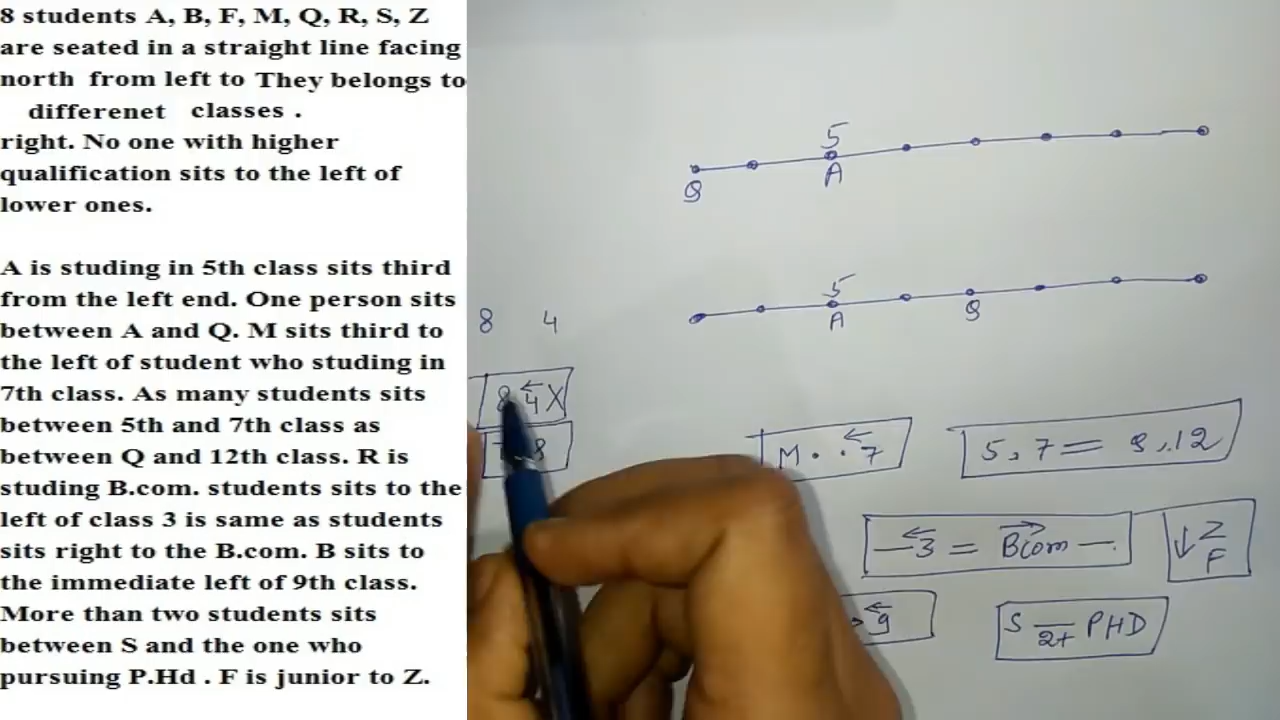 8 students A, B, F, M, Q, R, S, Z
are seated in a straight line facing
north from left to They belongs to
differenet classes .
right. No one with higher
qualification sits to the left of
lower ones.
A is studing in 5th class sits third
from the left end. One person sits
between A and Q. M sits third to
the left of student who studing in
7th class. As many students sits
between 5th and 7th class as
between Q and 12th class. R is
studing B.com. students sits to the
left of class 3 is same as students
sits right to the B.com. B sits to
the immediate left of 9th class.
More than two students sits
between S and the one who
pursuing P.Hd . F is junior to Z.
5
Q A
5
A Q
8 4
8 4 X
8
M . . 7
5, 7 = Q, 12
— 3 = Bcom —.
Z
F
9
S 2+ PHD